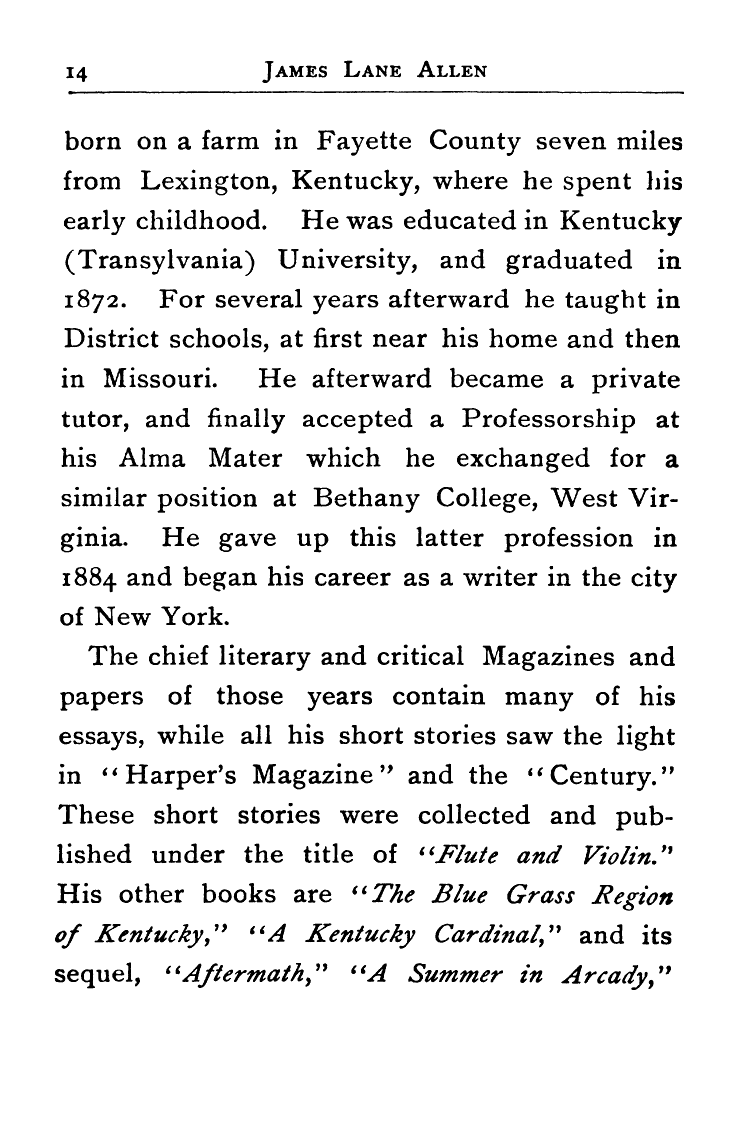 14 James Lane Allen
born on a farm in Fayette County seven miles
from Lexington, Kentucky, where he spent his
early childhood. He was educated in Kentucky
(Transylvania) University, and graduated in
1872. For several years afterward he taught in
District schools, at first near his home and then
in Missouri. He afterward became a private
tutor, and finally accepted a Professorship at
his Alma Mater which he exchanged for a
similar position at Bethany College, West Vir-
ginia. He gave up this latter profession in
1884 and began his career as a writer in the city
of New York.
The chief literary and critical Magazines and
papers of those years contain many of his
essays, while all his short stories saw the light
in “Harper’s Magazine” and the “Century.”
These short stories were collected and pub-
lished under the title of “Flute and Violin.”
His other books are “The Blue Grass Region
of Kentucky,” “A Kentucky Cardinal,” and its
sequel, “Aftermath,” “A Summer in Arcady,”